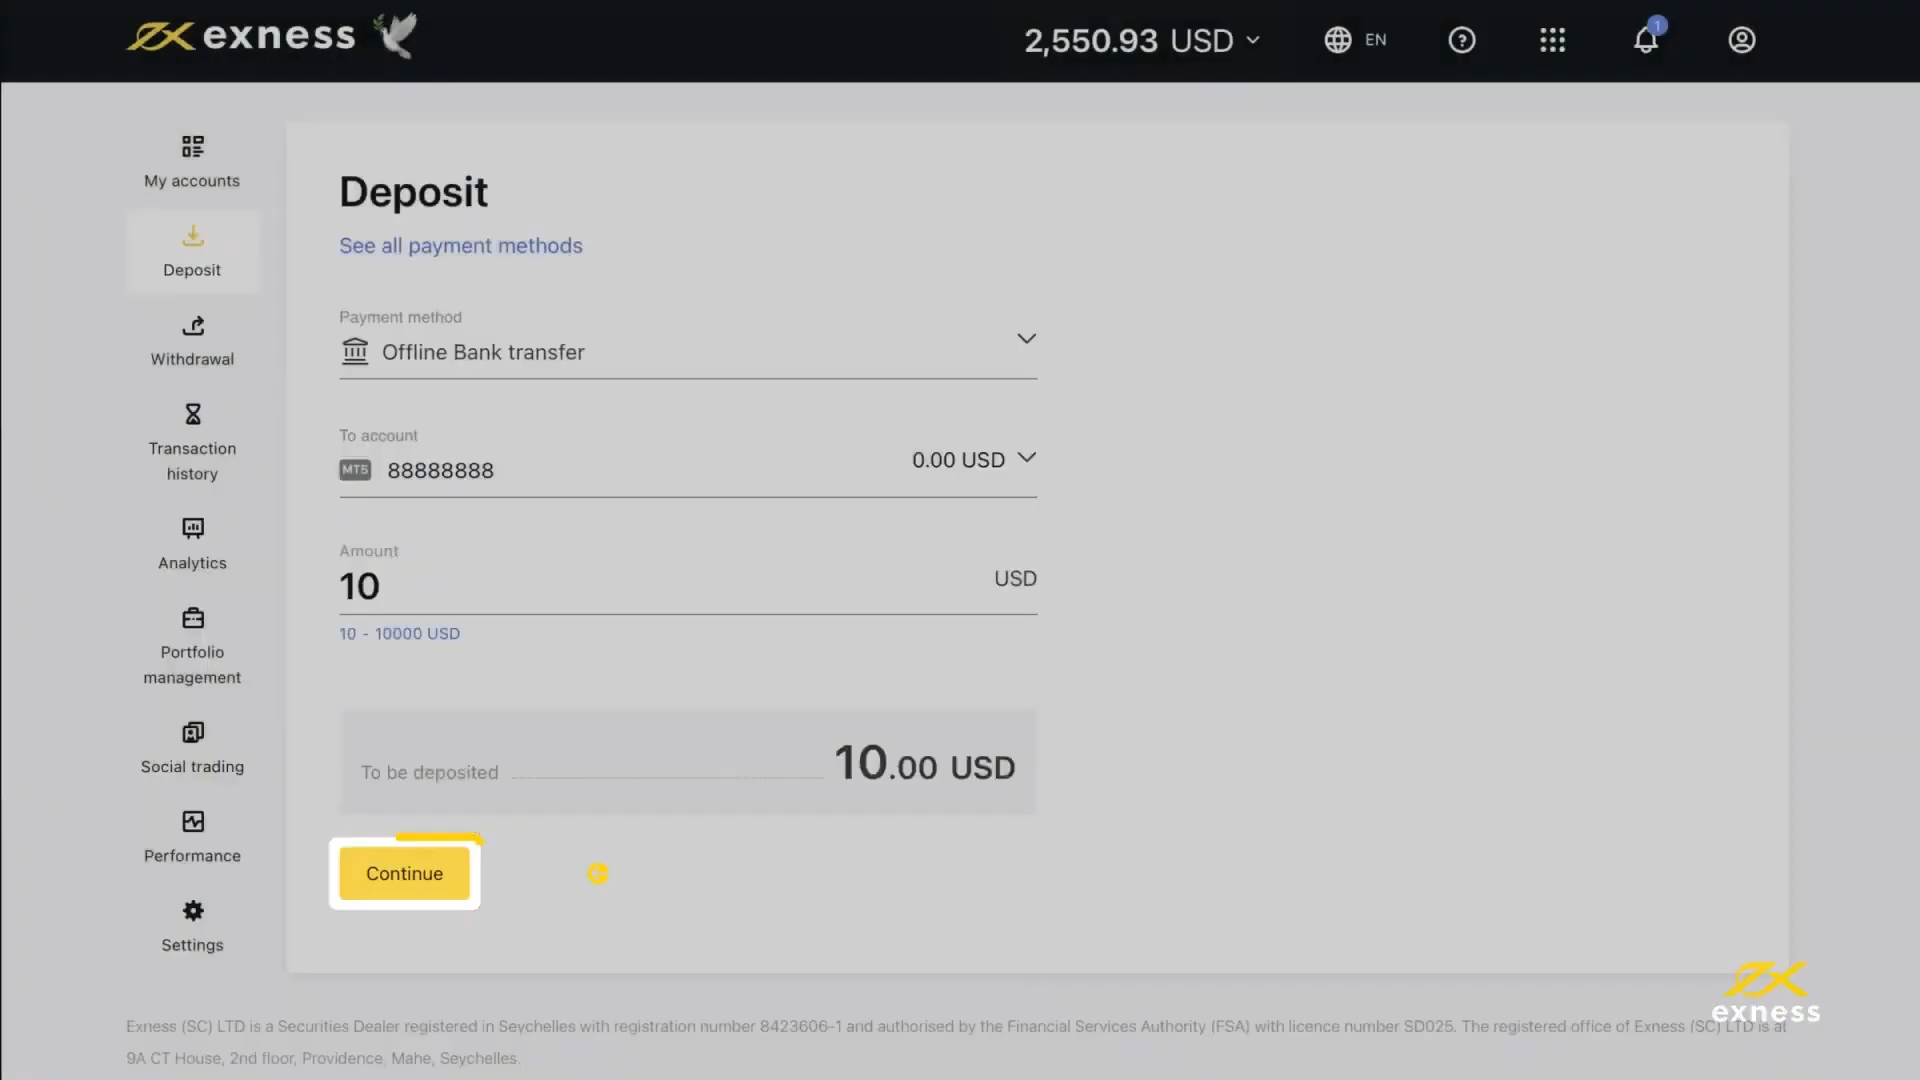 exness
2,550.93 USD
EN
1
My accounts
Deposit
Withdrawal
Transaction
history
Analytics
Portfolio
management
Social trading
Performance
Settings
Deposit
See all payment methods
Payment method
Offline Bank transfer
To account
MT5 88888888
0.00 USD
Amount
10
USD
10 - 10000 USD
To be deposited
10.00 USD
Continue
exness
Exness (SC) LTD is a Securities Dealer registered in Seychelles with registration number 8423606-1 and authorised by the Financial Services Authority (FSA) with licence number SD025. The registered office of Exness (SC) LTD is at
9A CT House, 2nd floor, Providence, Mahe, Seychelles.